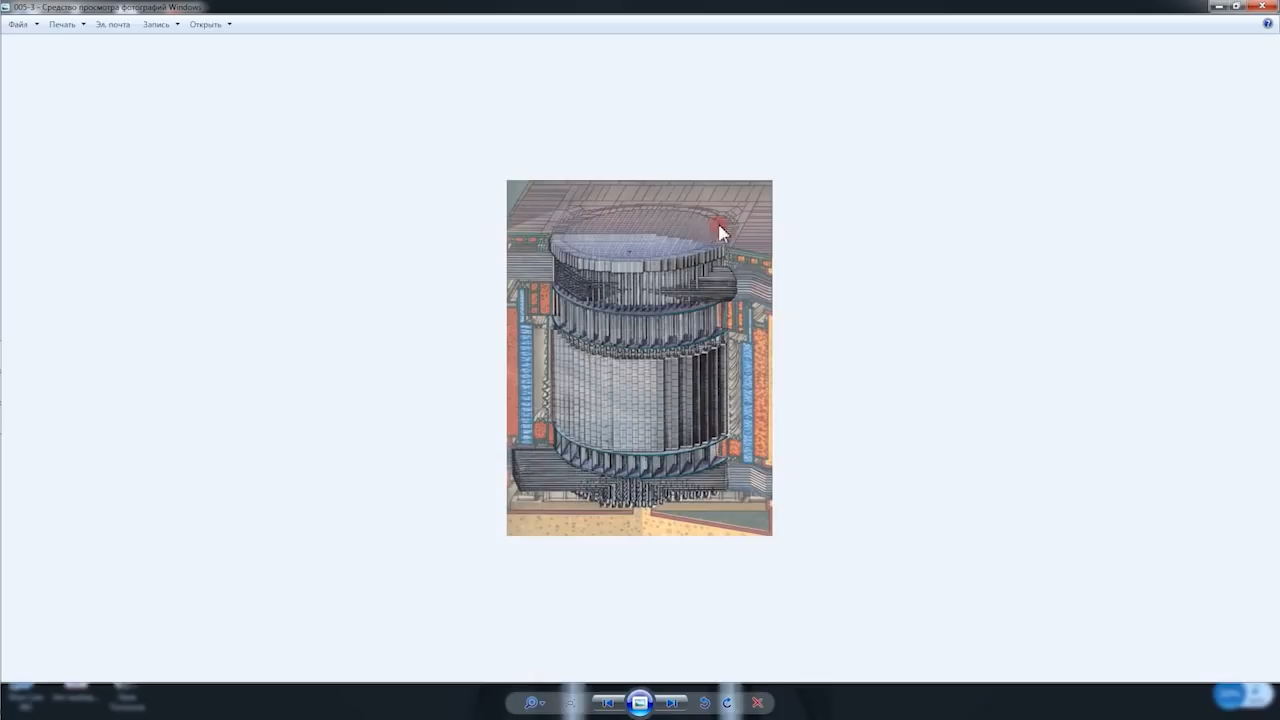 005-3 - Средство просмотра фотографий Windows
Файл Печать Эл. почта Запись Открыть